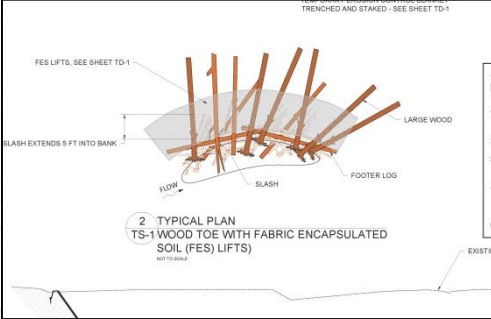 TRENCHED AND STAKED - SEE SHEET TD-1
FES LIFTS, SEE SHEET TD-1
LARGE WOOD
SLASH EXTENDS 5 FT INTO BANK
FOOTER LOG
SLASH
FLOW
2 TYPICAL PLAN
TS-1 WOOD TOE WITH FABRIC ENCAPSULATED
SOIL (FES) LIFTS)
NOT TO SCALE